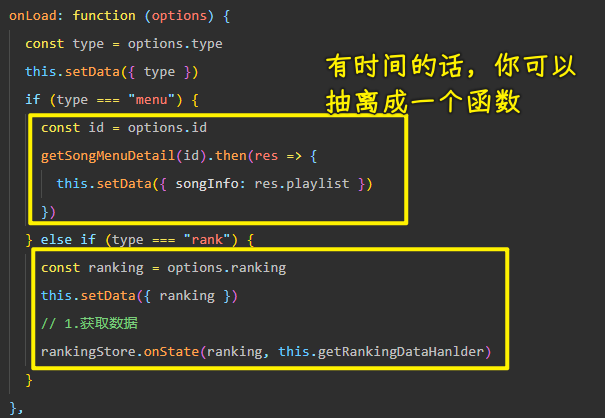 onLoad: function (options) {
const type = options.type
this.setData({ type })
有时间的话，你可以
抽离成一个函数
if (type === "menu") {
const id = options.id
getSongMenuDetail(id).then(res => {
this.setData({ songInfo: res.playlist })
})
} else if (type === "rank") {
const ranking = options.ranking
this.setData({ ranking })
// 1.获取数据
rankingStore.onState(ranking, this.getRankingDataHanlder)
}
},